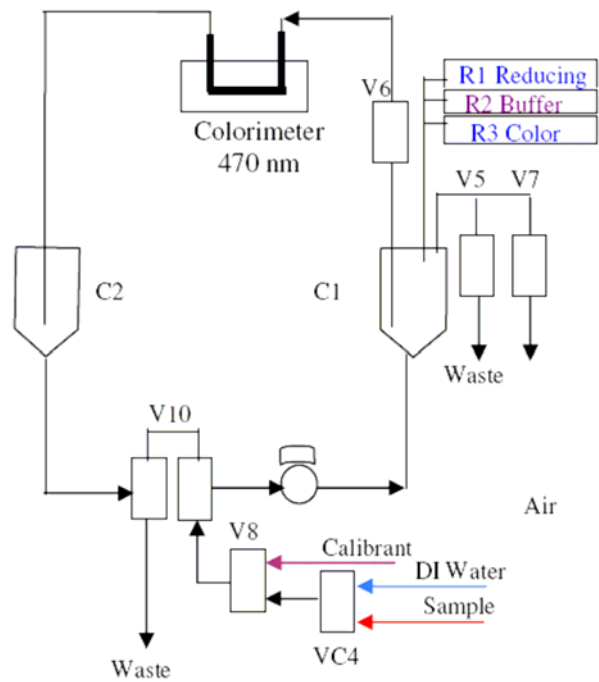 R1 Reducing
V6
R2 Buffer
Colorimeter
R3 Color
470 nm
V5 V7
C2
C1
Waste
V10
Air
V8
Calibrant
DI Water
Sample
VC4
Waste